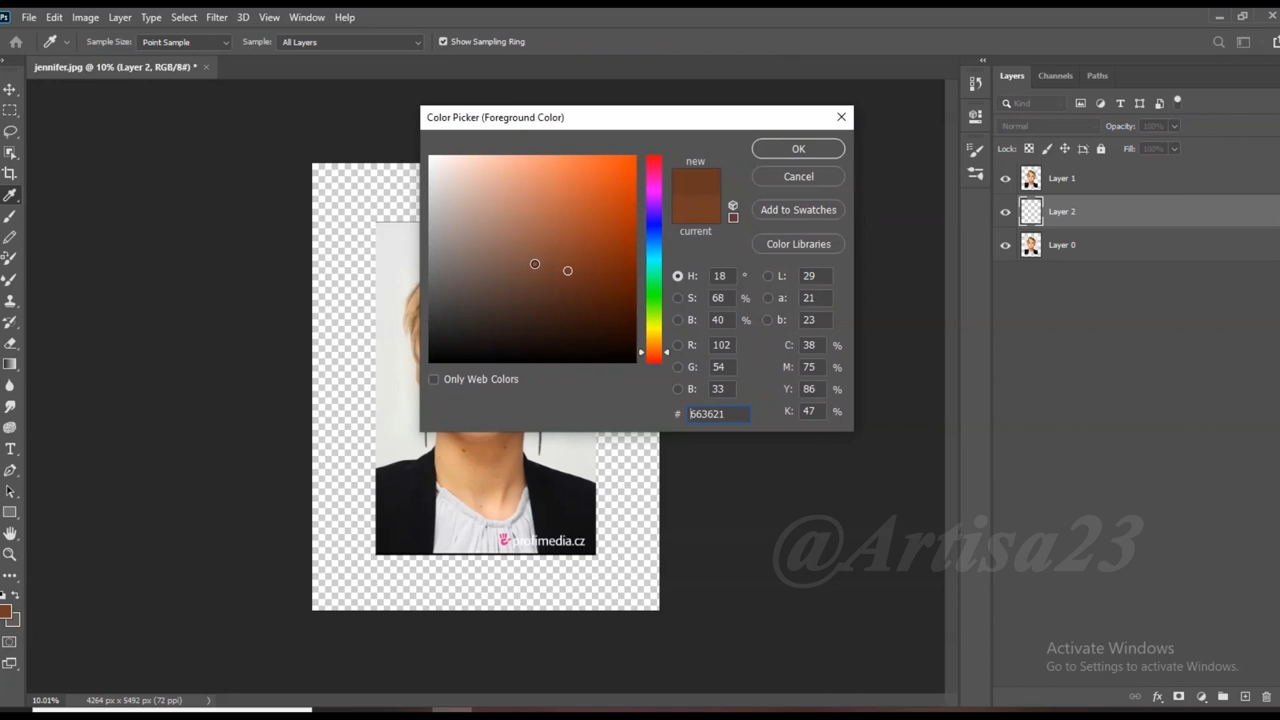 Ps File Edit Image Layer Type Select Filter 3D View Window Help
Sample Size: Point Sample Sample: All Layers Show Sampling Ring
jennifer.jpg @ 10% (Layer 2, RGB/8#) * ×
Color Picker (Foreground Color)
new
current
OK
Cancel
Add to Swatches
Color Libraries
H: 18 ° L: 29
S: 68 % a: 21
B: 40 % b: 23
R: 102 C: 38 %
G: 54 M: 75 %
B: 33 Y: 86 %
# 663621 K: 47 %
Only Web Colors
profimedia.cz
Layers Channels Paths
Kind
Normal Opacity: 150%
Lock: Fill: 100%
Layer 1
Layer 2
Layer 0
@Artisa23
Activate Windows
Go to Settings to activate Windows.
10.01% 4264 px x 5492 px (72 ppi)